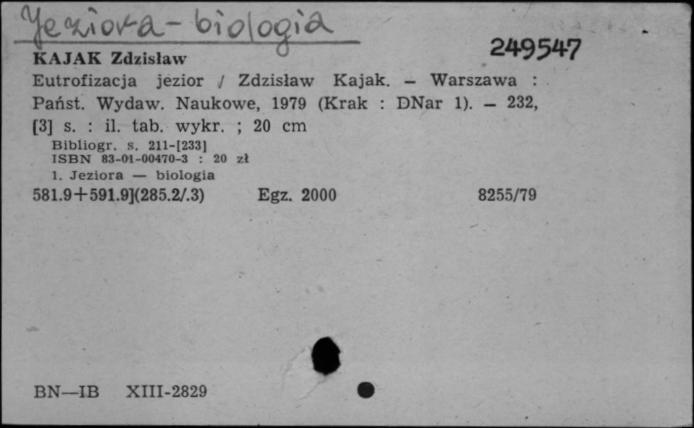 Jeziora - biologia
249547
KAJAK Zdzisław
Eutrofizacja jezior / Zdzisław Kajak. — Warszawa :
Państ. Wydaw. Naukowe, 1979 (Krak : DNar 1). — 232,
[3] s. : il. tab. wykr. ; 20 cm
Bibliogr. s. 211-[233]
ISBN 83-01-00470-3 : 20 zł
1. Jeziora — biologia
581.9+591.9](285.2/.3) Egz. 2000 8255/79
BN—IB XIII-2829